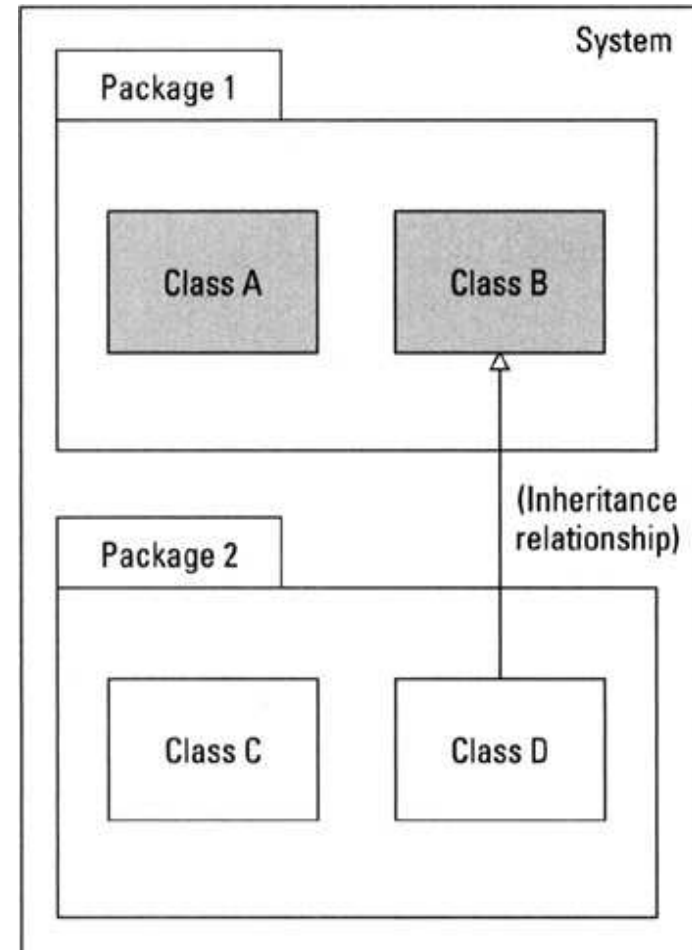 System
Package 1
Class A
Class B
(Inheritance
relationship)
Package 2
Class C
Class D